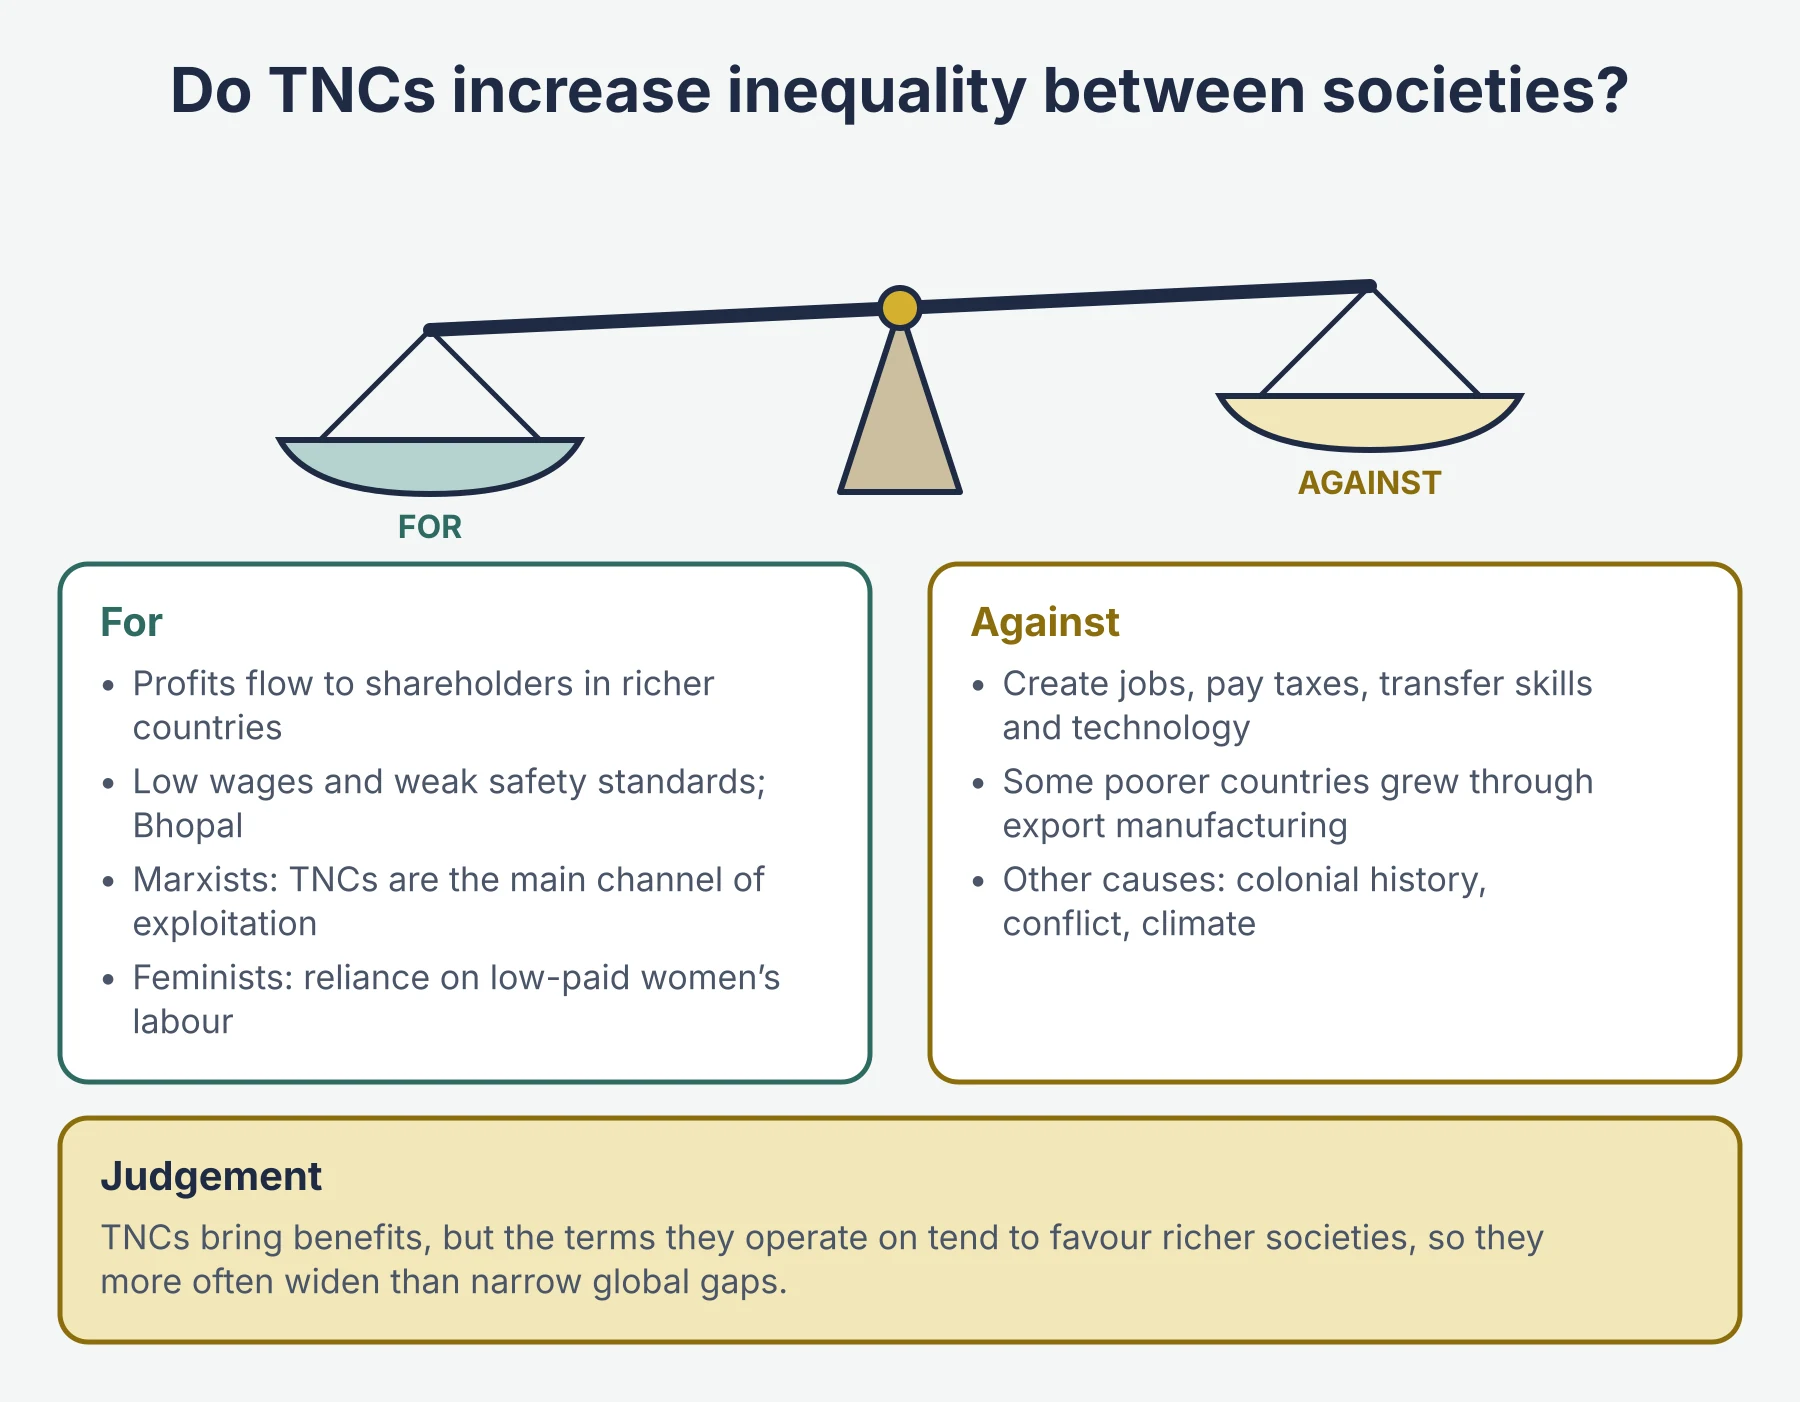 Do TNCs increase inequality between societies?
FOR
AGAINST
For
• Profits flow to shareholders in richer
countries
• Low wages and weak safety standards;
Bhopal
• Marxists: TNCs are the main channel of
exploitation
• Feminists: reliance on low-paid women’s
labour
Against
• Create jobs, pay taxes, transfer skills
and technology
• Some poorer countries grew through
export manufacturing
• Other causes: colonial history,
conflict, climate
Judgement
TNCs bring benefits, but the terms they operate on tend to favour richer societies, so they
more often widen than narrow global gaps.